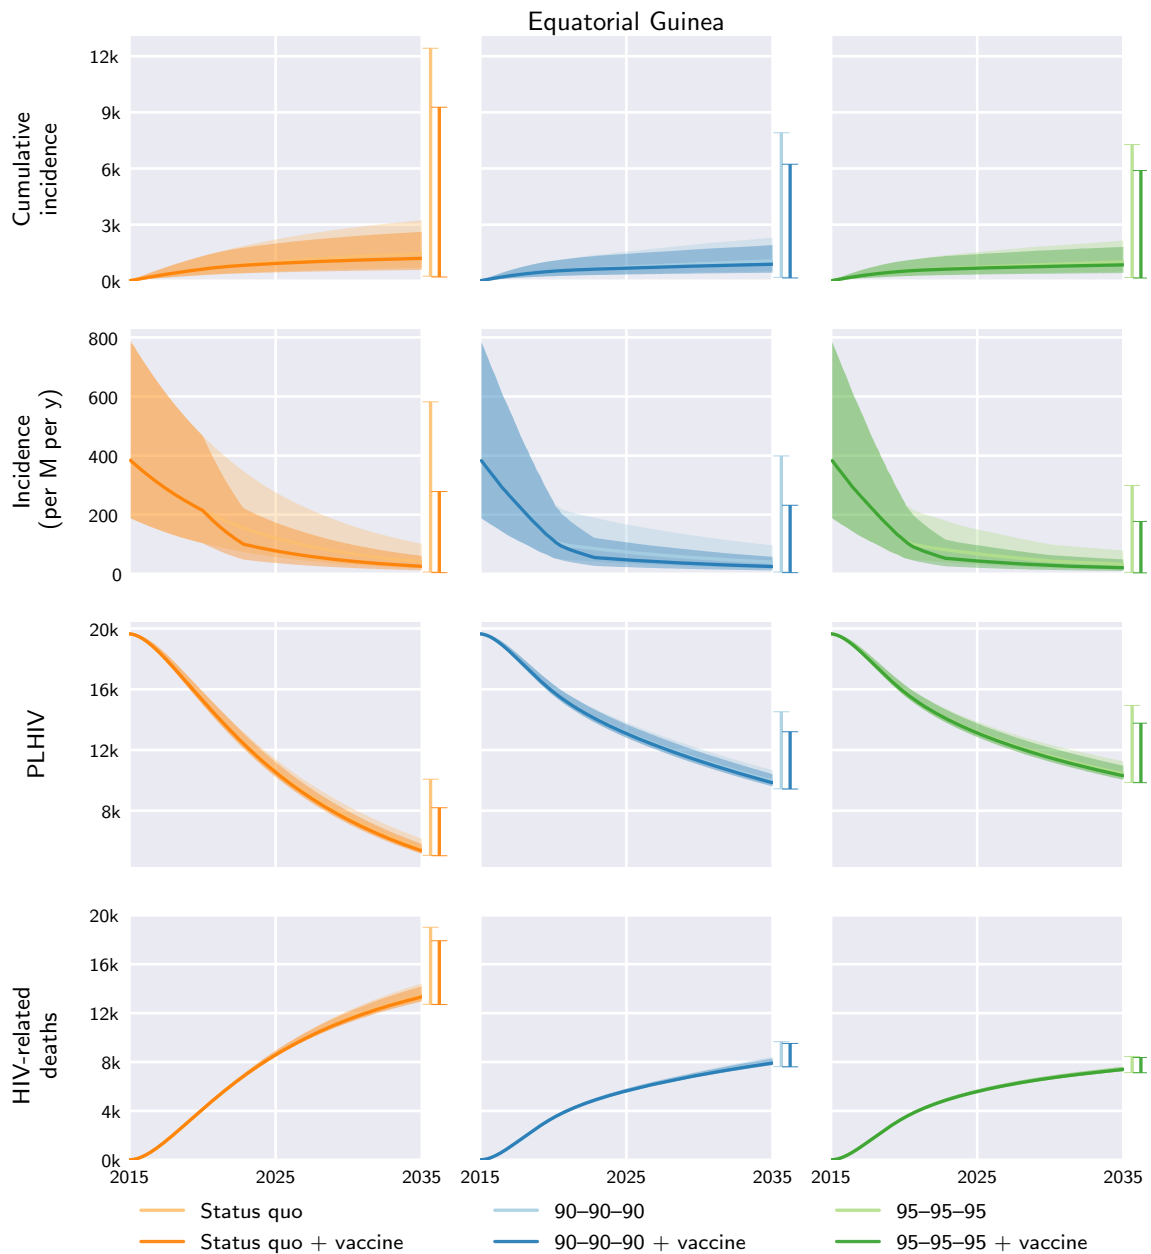 Equatorial Guinea
Cumulative
incidence
12k
9k
6k
3k
0k
Incidence
(per M per y)
800
600
400
200
0
PLHIV
20k
16k
12k
8k
HIV-related
deaths
20k
16k
12k
8k
4k
0k
2015 2025 2035
2015 2025 2035
2015 2025 2035
Status quo
Status quo + vaccine
90–90–90
90–90–90 + vaccine
95–95–95
95–95–95 + vaccine